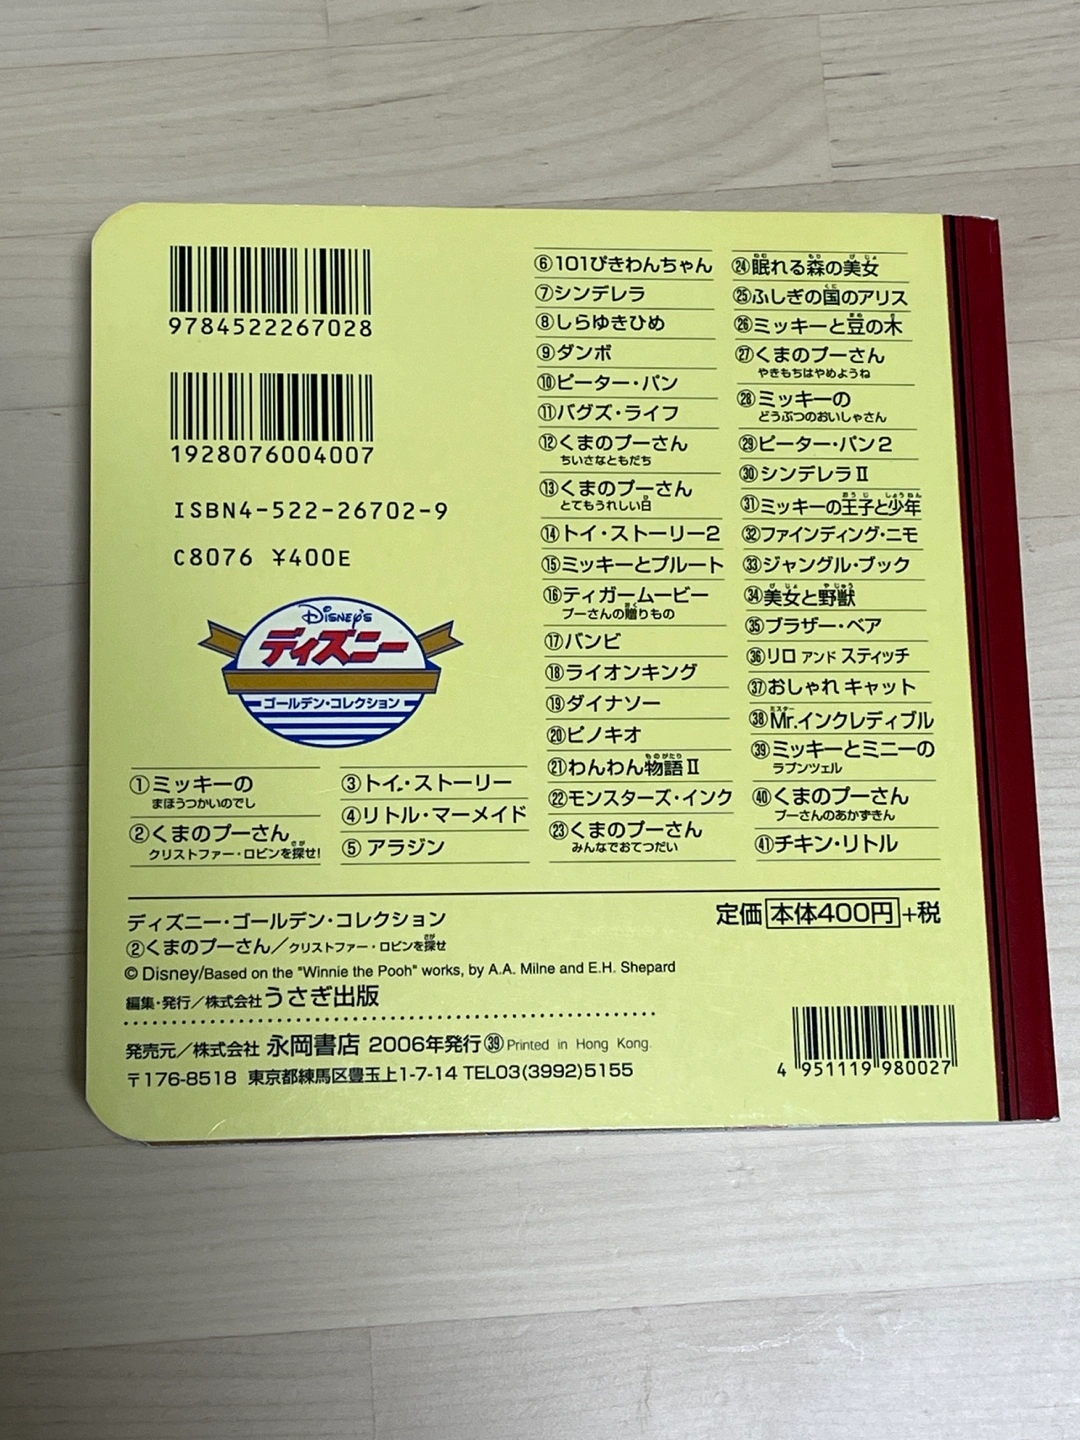 9784522267028
1928076004007
ISBN4-522-26702-9
C8076 ¥400E
Disney's
ディズニー
ゴールデン・コレクション
①ミッキーの
まほうつかいのでし
②くまのプーさん
クリストファー・ロビンを探せ!
③トイ・ストーリー
④リトル・マーメイド
⑤アラジン
⑥101ぴきわんちゃん
⑦シンデレラ
⑧しらゆきひめ
⑨ダンボ
⑩ピーター・パン
⑪バグズ・ライフ
⑫くまのプーさん
ちいさなともだち
⑬くまのプーさん
とてもうれしい日
⑭トイ・ストーリー2
⑮ミッキーとプルート
⑯ティガームービー
プーさんの贈りもの
⑰バンビ
⑱ライオンキング
⑲ダイナソー
⑳ピノキオ
㉑わんわん物語Ⅱ
㉒モンスターズ・インク
㉓くまのプーさん
みんなでおてつだい
㉔眠れる森の美女
㉕ふしぎの国のアリス
㉖ミッキーと豆の木
㉗くまのプーさん
やきもちはやめようね
㉘ミッキーの
どうぶつのおいしゃさん
㉙ピーター・パン2
㉚シンデレラⅡ
㉛ミッキーの王子と少年
㉜ファインディング・ニモ
㉝ジャングル・ブック
㉞美女と野獣
㉟ブラザー・ベア
㊱リロ アンド スティッチ
㊲おしゃれ キャット
㊳Mr.インクレディブル
㊴ミッキーとミニーの
ラプンツェル
㊵くまのプーさん
プーさんのあかずきん
㊶チキン・リトル
ディズニー・ゴールデン・コレクション
②くまのプーさん/クリストファー・ロビンを探せ
定価 本体400円+税
© Disney/Based on the "Winnie the Pooh" works, by A.A. Milne and E.H. Shepard
編集・発行/株式会社うさぎ出版
発売元/株式会社 永岡書店 2006年発行㊴Printed in Hong Kong.
〒176-8518 東京都練馬区豊玉上1-7-14 TEL03(3992)5155
4 951119 980027